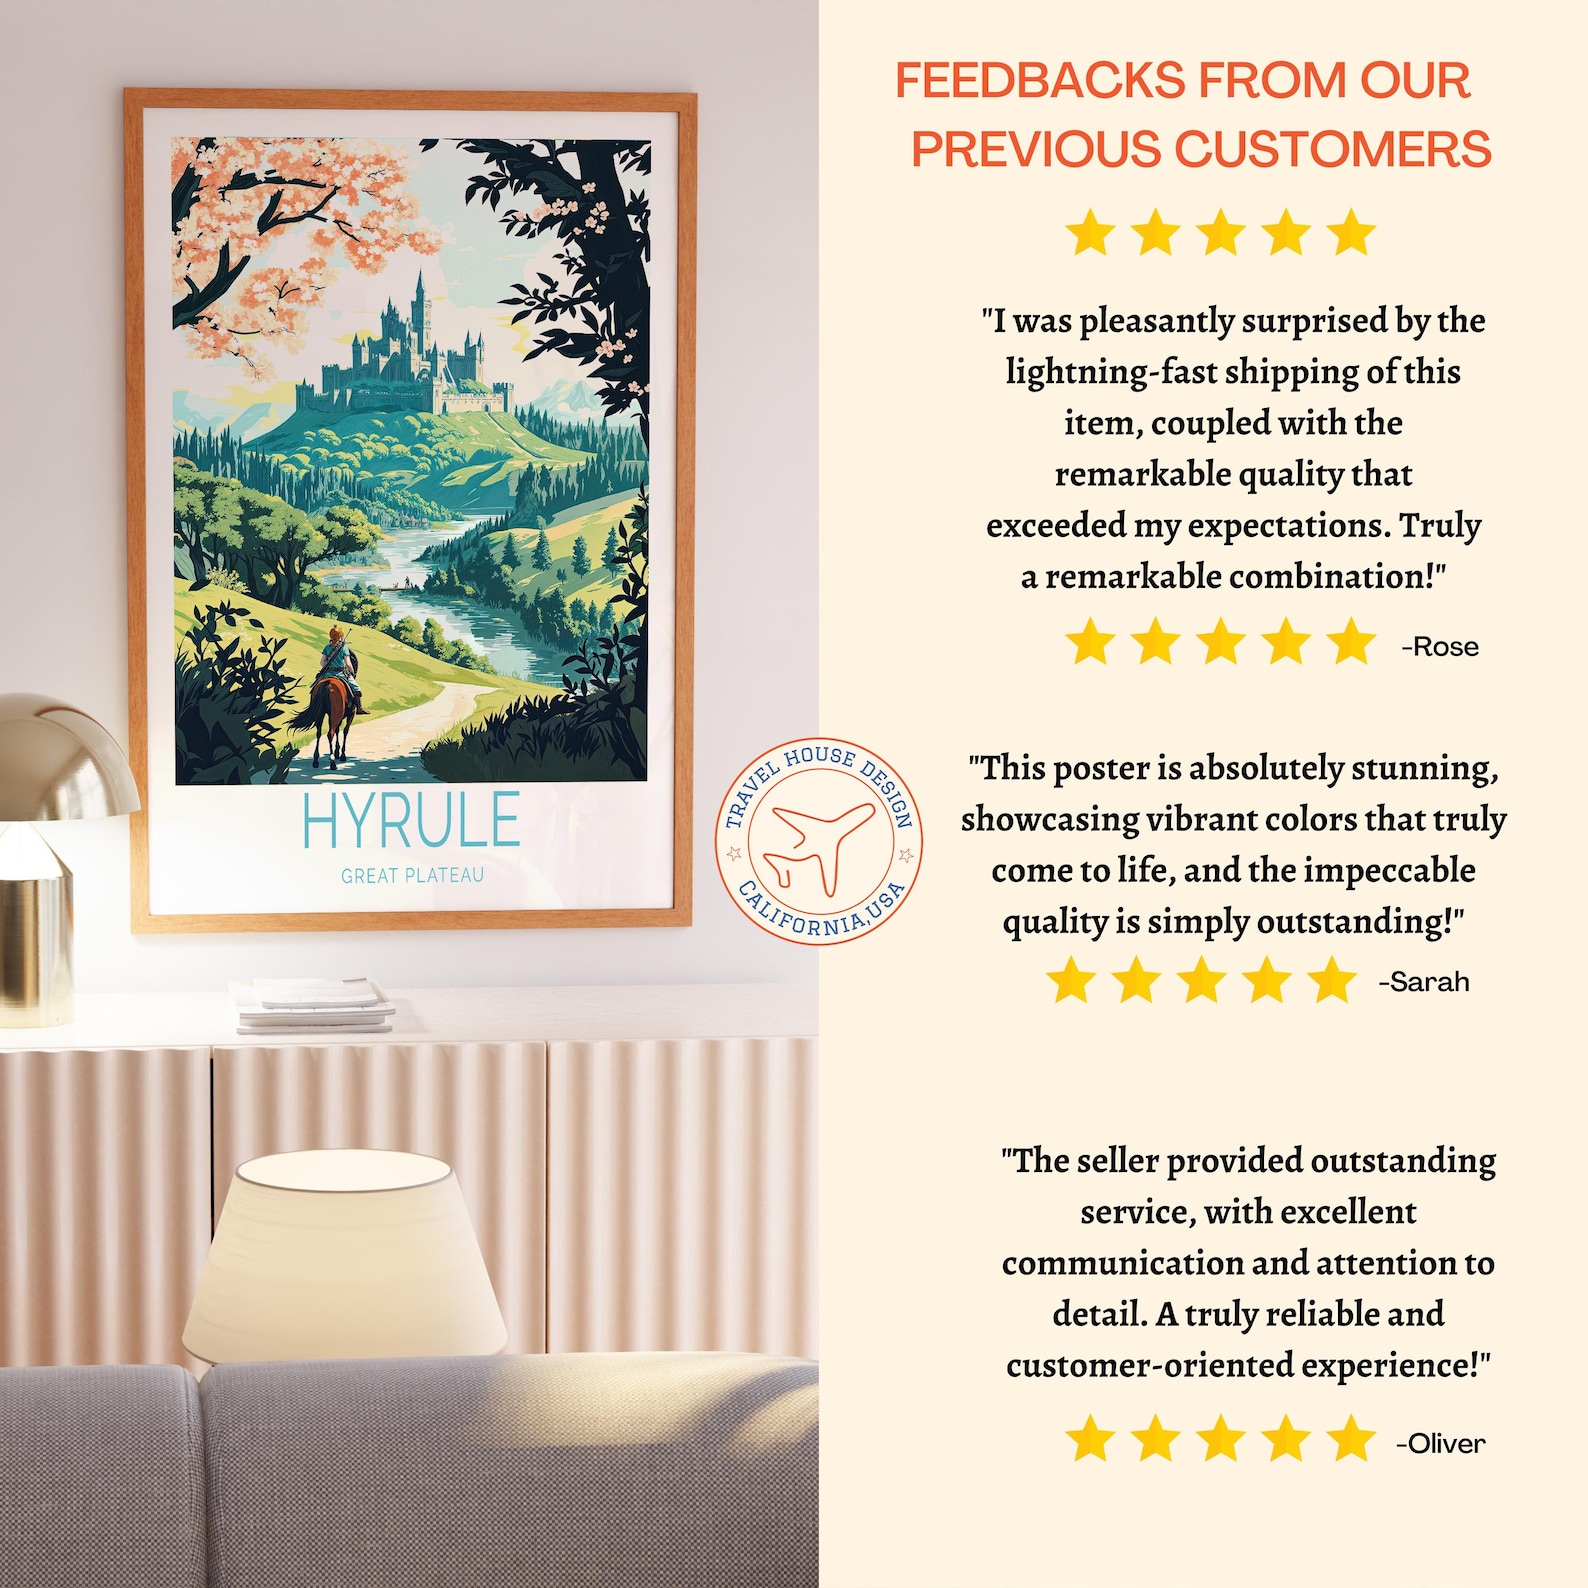 HYRULE
GREAT PLATEAU
TRAVEL HOUSE DESIGN
CALIFORNIA,USA
FEEDBACKS FROM OUR
PREVIOUS CUSTOMERS
"I was pleasantly surprised by the
lightning-fast shipping of this
item, coupled with the
remarkable quality that
exceeded my expectations. Truly
a remarkable combination!"
-Rose
"This poster is absolutely stunning,
showcasing vibrant colors that truly
come to life, and the impeccable
quality is simply outstanding!"
-Sarah
"The seller provided outstanding
service, with excellent
communication and attention to
detail. A truly reliable and
customer-oriented experience!"
-Oliver